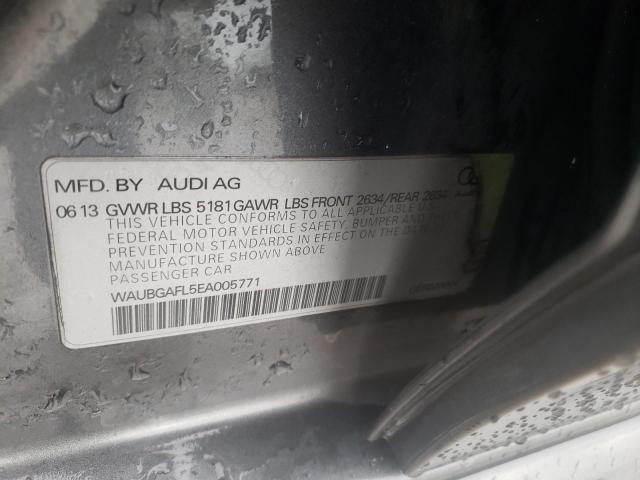 MFD. BY AUDI AG
06 13 GVWR LBS 5181 GAWR LBS FRONT 2634/REAR 2634
THIS VEHICLE CONFORMS TO ALL APPLICABLE U.S.
FEDERAL MOTOR VEHICLE SAFETY, BUMPER AND THEFT
PREVENTION STANDARDS IN EFFECT ON THE DATE OF
MANUFACTURE SHOWN ABOVE
PASSENGER CAR
WAUBGAFL5EA005771